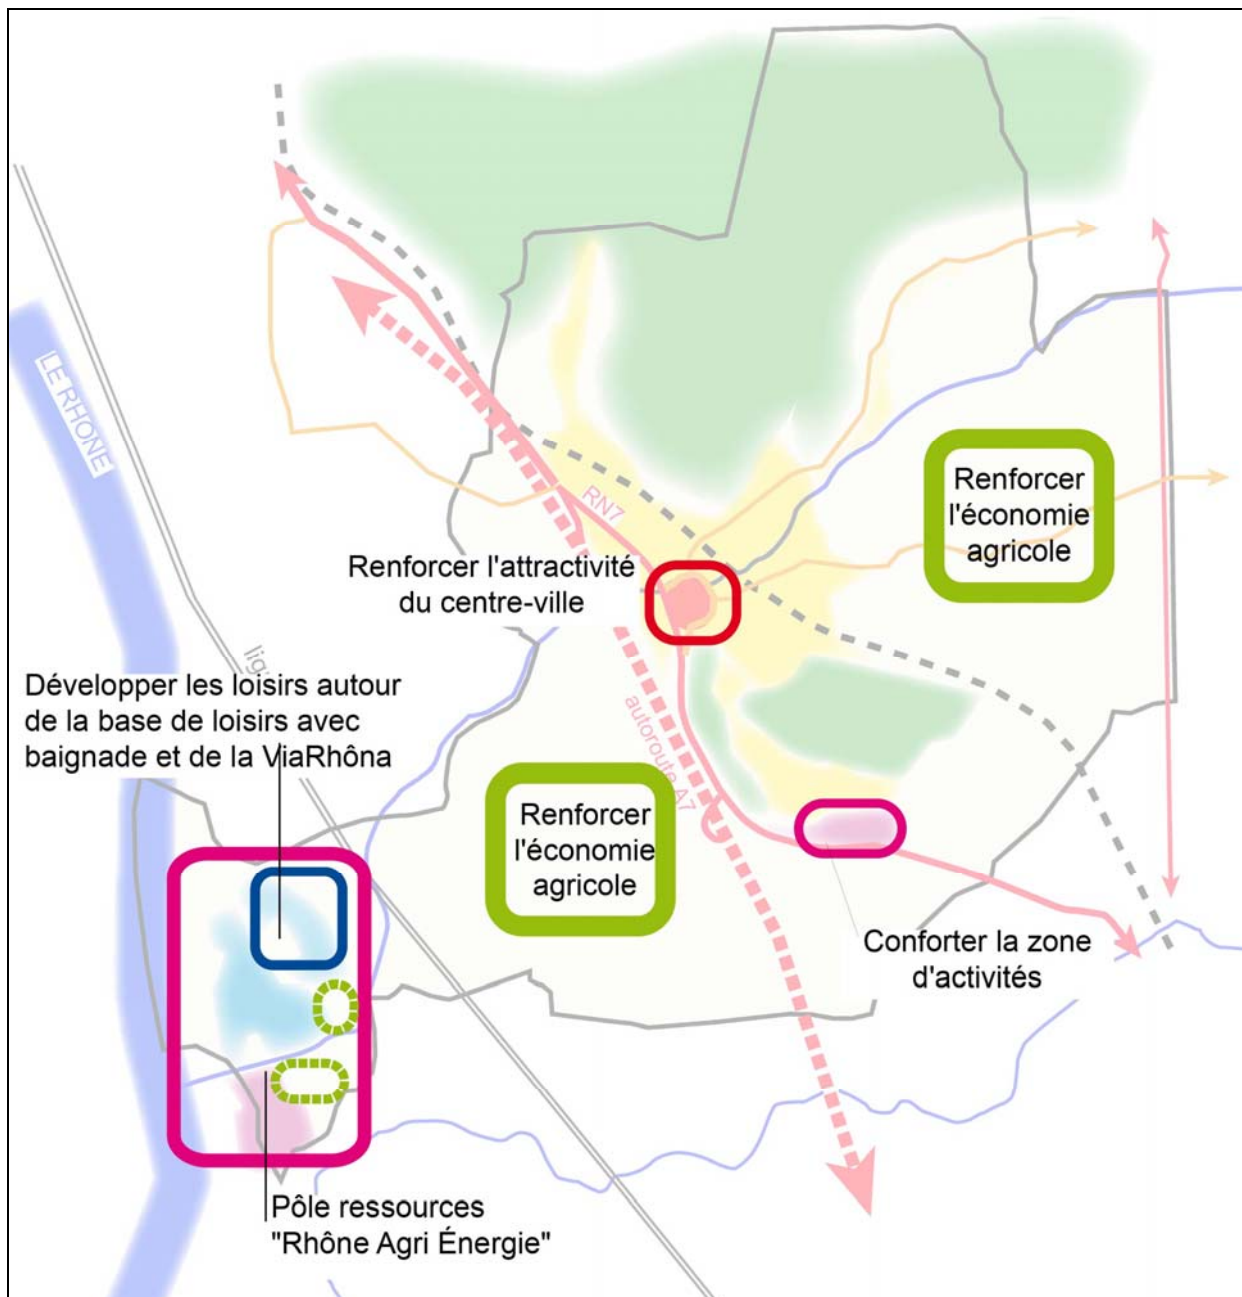 LE RHONE
RN7
Renforcer
l'économie
agricole
Renforcer l'attractivité
du centre-ville
lig
Développer les loisirs autour
de la base de loisirs avec
baignade et de la ViaRhôna
autoroute A7
Renforcer
l'économie
agricole
Conforter la zone
d'activités
Pôle ressources
"Rhône Agri Énergie"